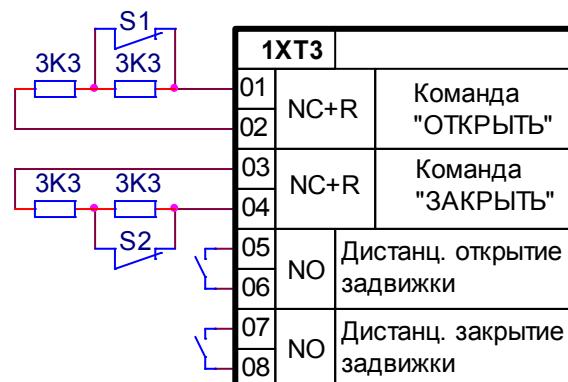 S1
3K3 3K3
1XT3
01
02
NC+R
Команда
"ОТКРЫТЬ"
3K3 3K3
S2
03
04
NC+R
Команда
"ЗАКРЫТЬ"
05
06
NO
Дистанц. открытие
задвижки
07
08
NO
Дистанц. закрытие
задвижки